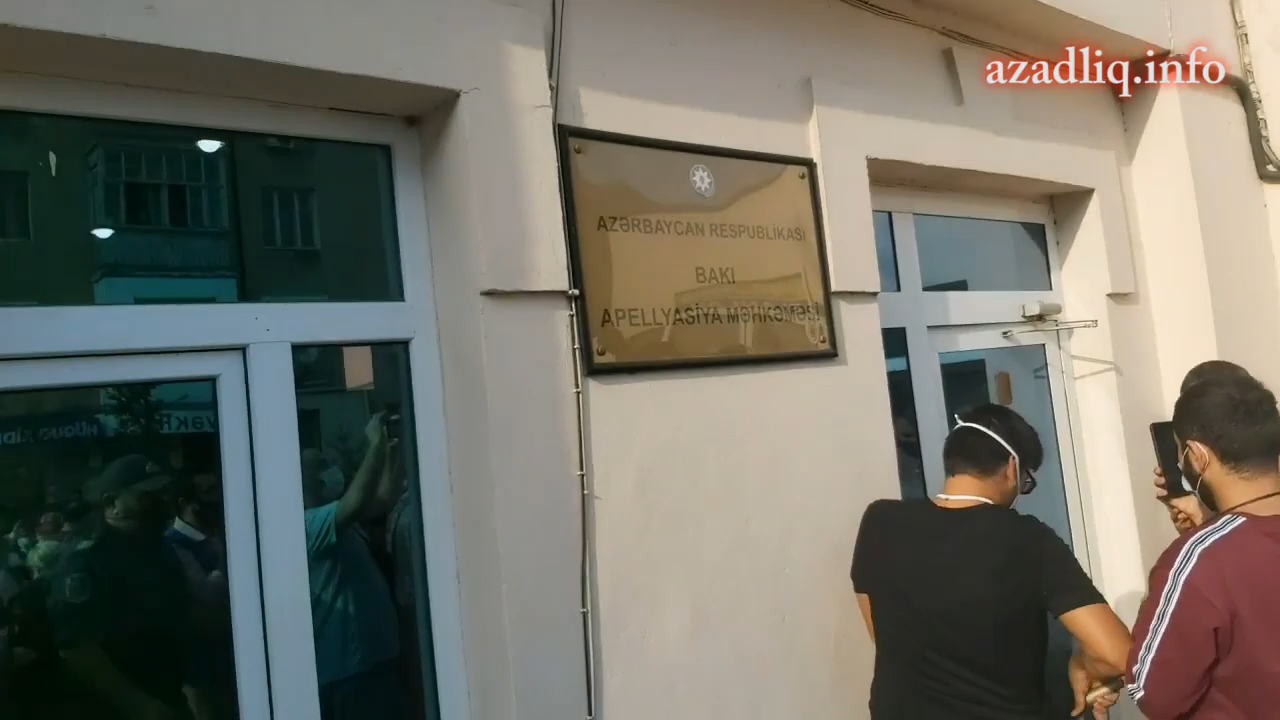 azadliq.info
AZƏRBAYCAN RESPUBLİKASI
BAKI
APELLYASİYA MƏHKƏMƏSİ